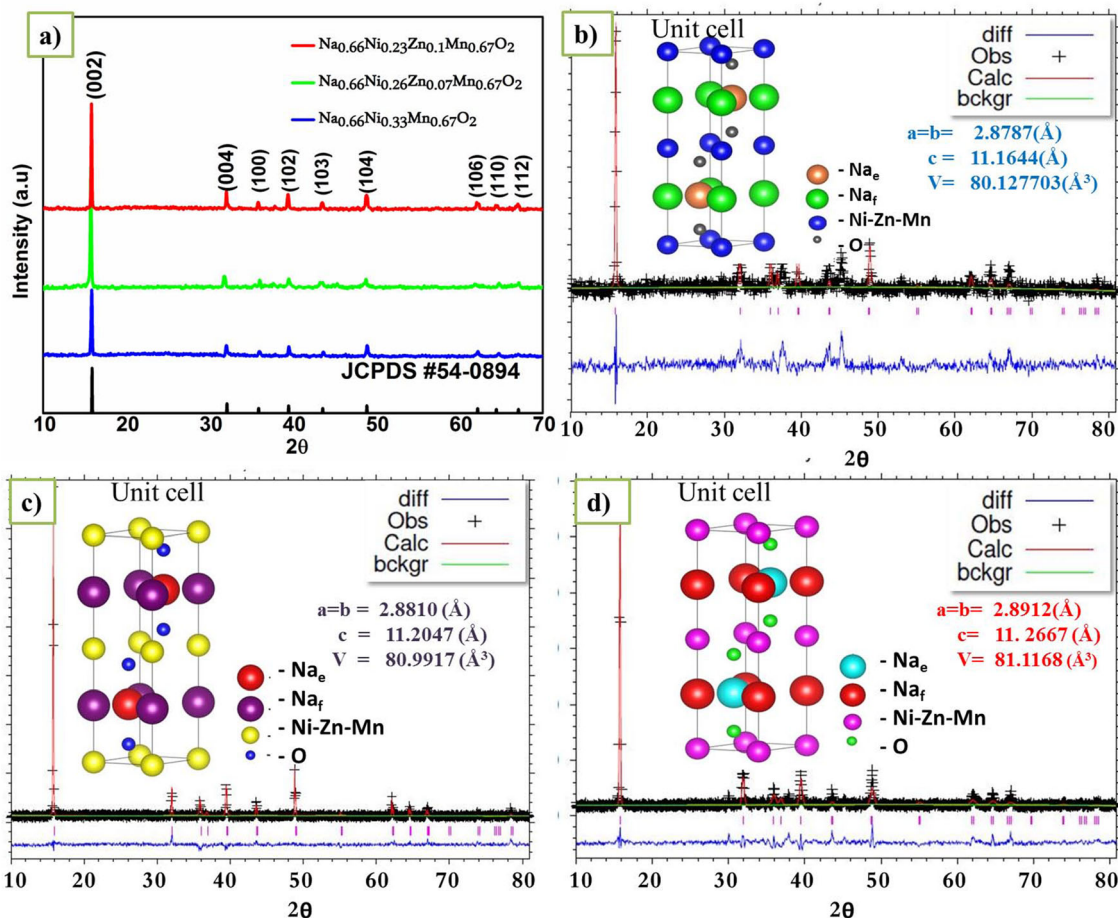 a)
Na0.66Ni0.23Zn0.1Mn0.67O2
Na0.66Ni0.26Zn0.07Mn0.67O2
Na0.66Ni0.33Mn0.67O2
(002)
(004)
(100)
(102)
(103)
(104)
(106)
(110)
(112)
JCPDS #54-0894
Intensity (a.u)
10 20 30 40 50 60 70
2θ
b)
Unit cell
diff
Obs
Calc
bckgr
a=b= 2.8787(Å)
c = 11.1644(Å)
V= 80.127703(Å³)
- Nae
- Naf
- Ni-Zn-Mn
- O
10 20 30 40 50 60 70 80
2θ
c)
Unit cell
diff
Obs
Calc
bckgr
a=b = 2.8810 (Å)
c = 11.2047 (Å)
V = 80.9917 (Å³)
- Nae
- Naf
- Ni-Zn-Mn
- O
10 20 30 40 50 60 70 80
2θ
d)
Unit cell
diff
Obs
Calc
bckgr
a=b= 2.8912 (Å)
c= 11.2667 (Å)
V= 81.1168 (Å³)
- Nae
- Naf
- Ni-Zn-Mn
- O
10 20 30 40 50 60 70 80
2θ